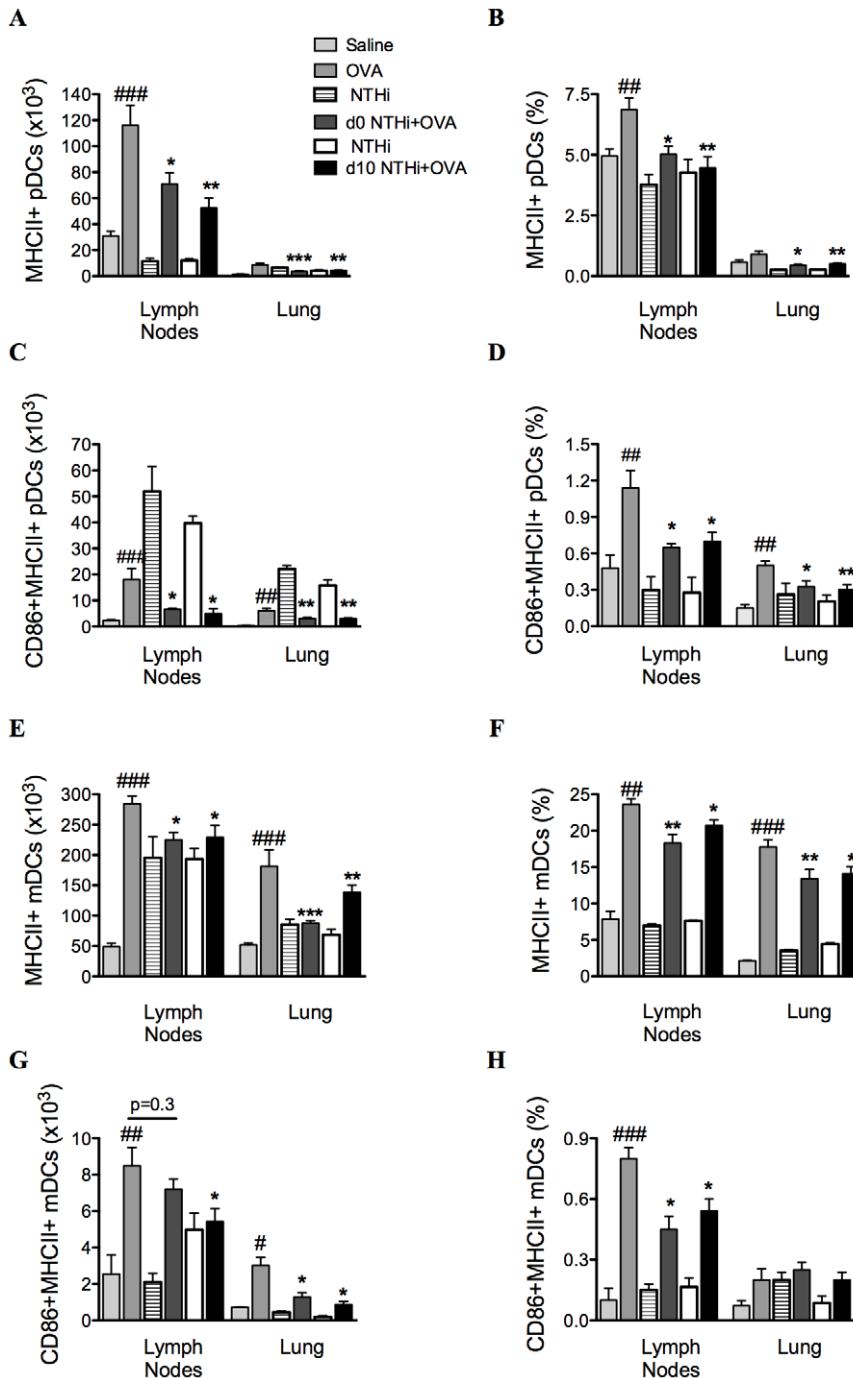 A
Saline
OVA
NTHi
d0 NTHi+OVA
NTHi
d10 NTHi+OVA
MHCII+ pDCs (x10³)
140
120
100
80
60
40
20
0
###
*
**
***
**
Lymph
Nodes
Lung
B
MHCII+ pDCs (%)
7.5
5.0
2.5
0.0
##
*
**
*
**
Lymph
Nodes
Lung
C
CD86+MHCII+ pDCs (x10³)
70
60
50
40
30
20
10
0
###
*
*
##
**
**
Lymph
Nodes
Lung
D
CD86+MHCII+ pDCs (%)
1.5
1.2
0.9
0.6
0.3
0.0
##
*
*
##
*
**
Lymph
Nodes
Lung
E
MHCII+ mDCs (x10³)
300
250
200
150
100
50
0
###
*
*
###
***
**
Lymph
Nodes
Lung
F
MHCII+ mDCs (%)
25
20
15
10
5
0
##
**
*
###
**
Lymph
Nodes
Lung
G
CD86+MHCII+ mDCs (x10³)
10
8
6
4
2
0
p=0.3
##
*
#
*
*
Lymph
Nodes
Lung
H
CD86+MHCII+ mDCs (%)
0.9
0.6
0.3
0.0
###
*
*
Lymph
Nodes
Lung